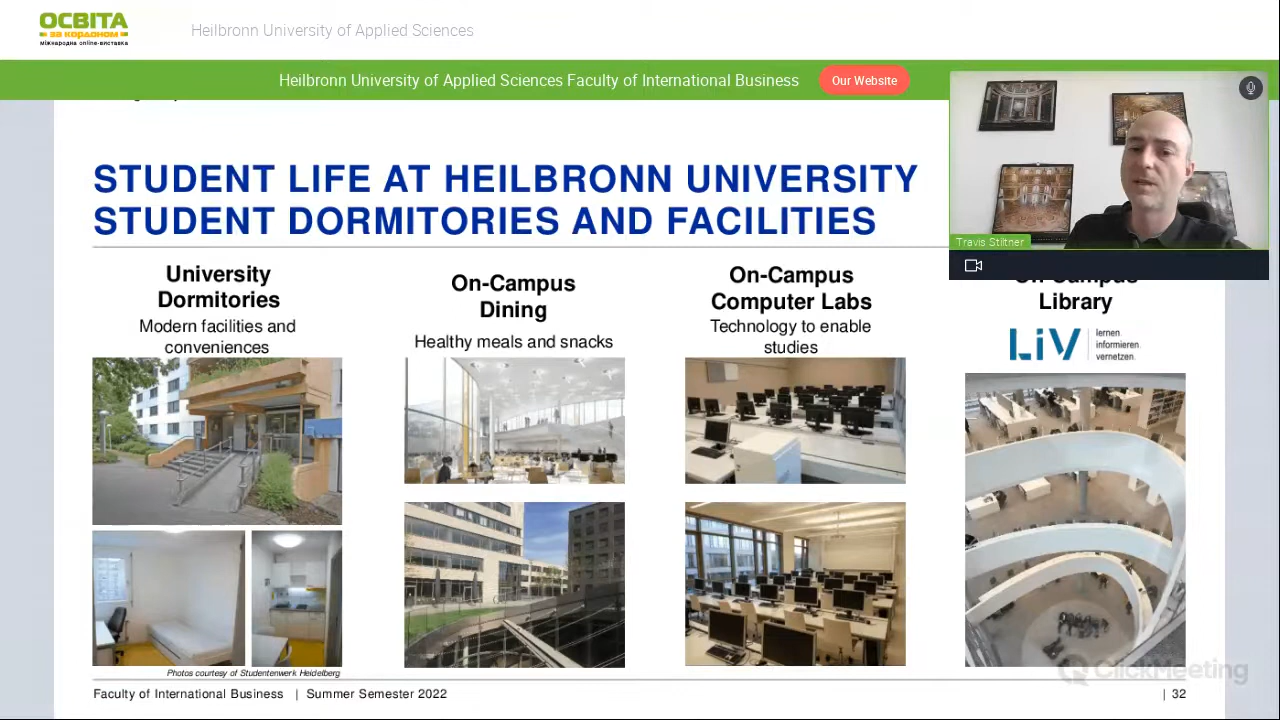 ОСВІТА
за кордоном
міжнародна online-виставка
Heilbronn University of Applied Sciences
Heilbronn University of Applied Sciences Faculty of International Business
Our Website
STUDENT LIFE AT HEILBRONN UNIVERSITY
STUDENT DORMITORIES AND FACILITIES
Travis Stiltner
University
Dormitories
Modern facilities and
conveniences
On-Campus
Dining
Healthy meals and snacks
On-Campus
Computer Labs
Technology to enable
studies
On-Campus
Library
LiV
lernen.
informieren.
vernetzen.
Photos courtesy of Studentenwerk Heidelberg
ClickMeeting
Faculty of International Business | Summer Semester 2022
| 32